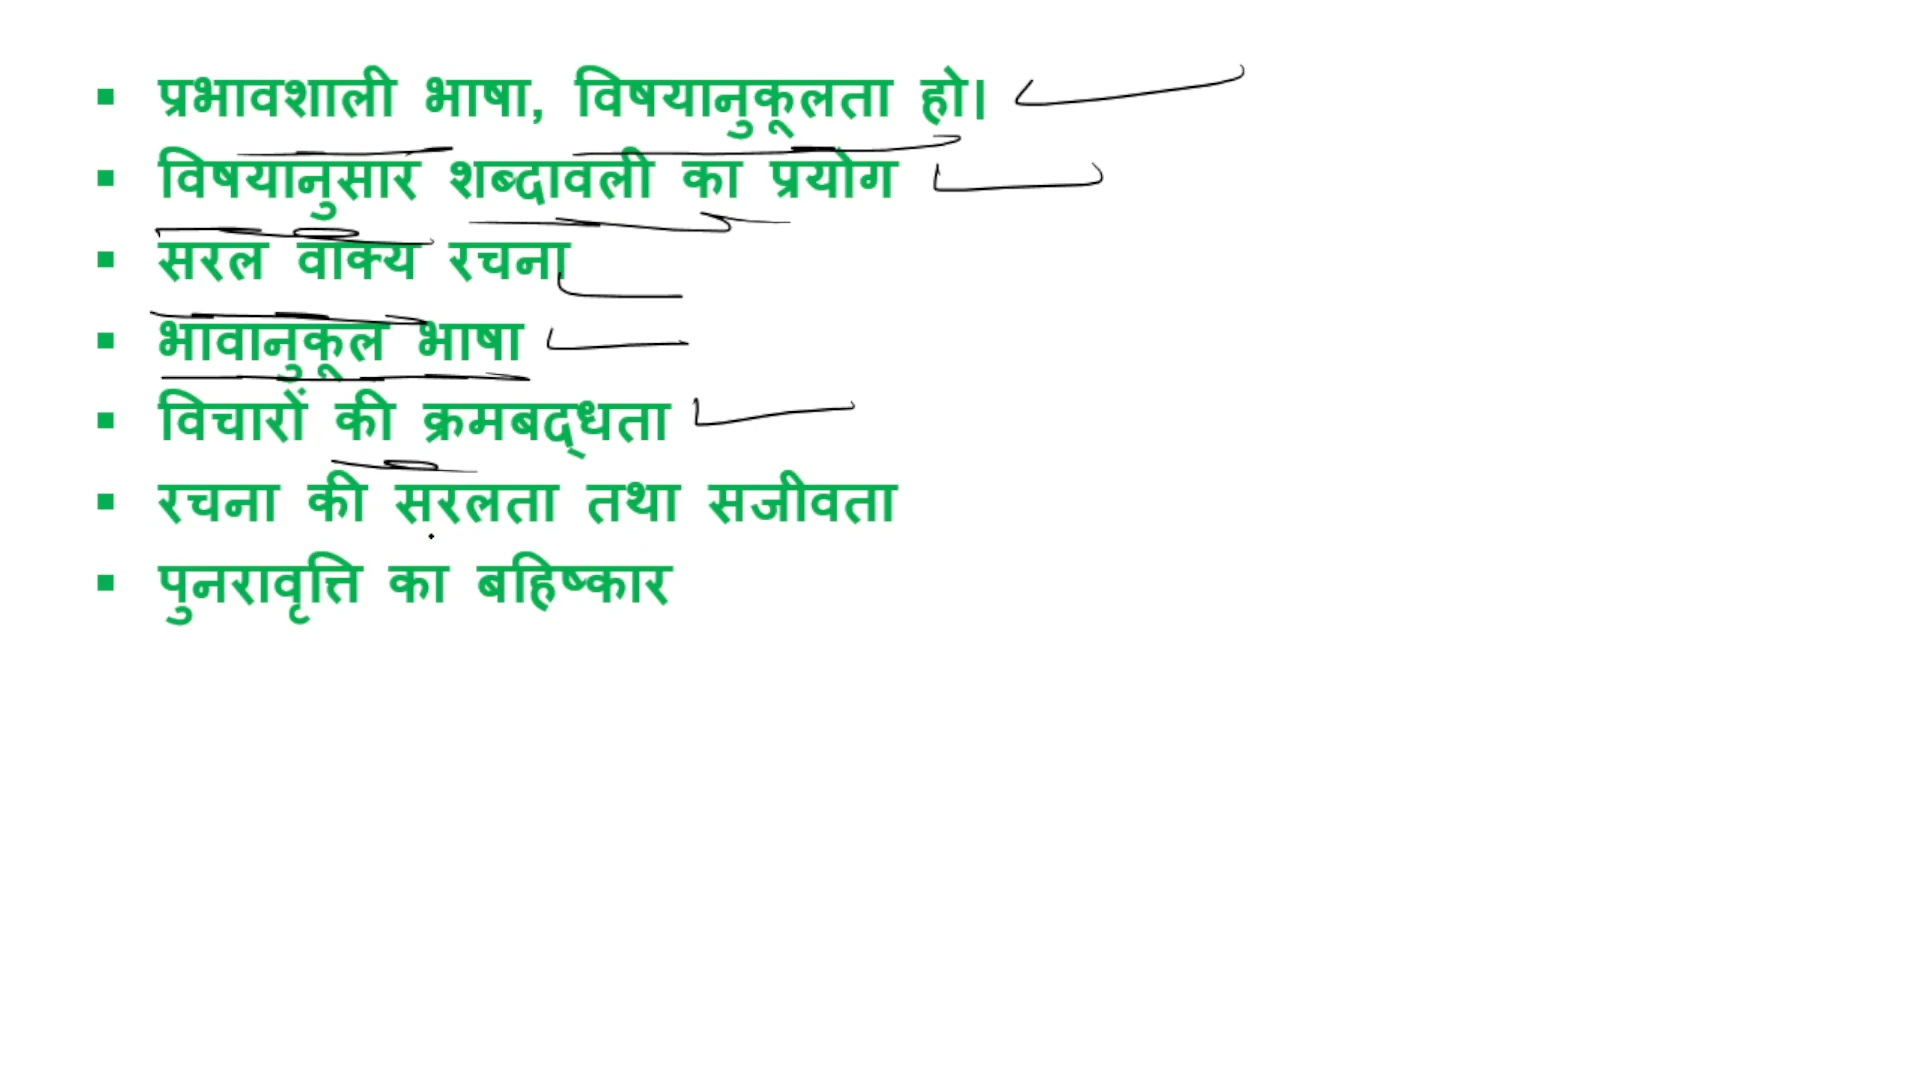 ▪ प्रभावशाली भाषा, विषयानुकूलता हो।
▪ विषयानुसार शब्दावली का प्रयोग
▪ सरल वाक्य रचना
▪ भावानुकूल भाषा
▪ विचारों की क्रमबद्धता
▪ रचना की सरलता तथा सजीवता
▪ पुनरावृत्ति का बहिष्कार